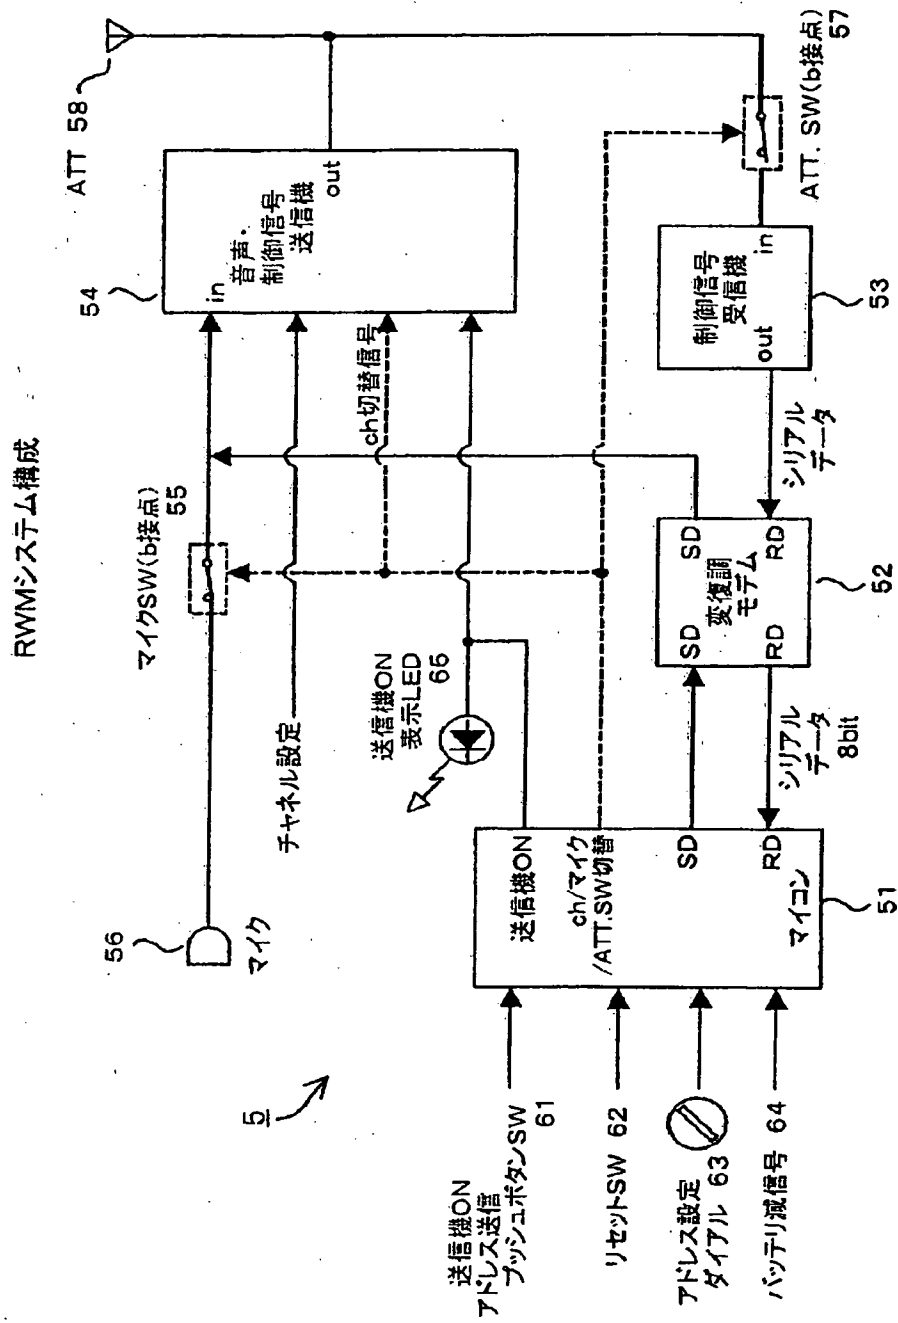 RWMシステム構成
5
56
マイク
マイクSW(b接点)
55
チャネル設定
送信機ON
表示LED
66
ch切替信号
54
in
音声・
制御信号
送信機
out
ATT 58
ATT. SW(b接点)
57
送信機ON
アドレス送信
プッシュボタンSW
61
リセットSW 62
アドレス設定
ダイアル 63
バッテリ減信号 64
送信機ON
ch/マイク
/ATT.SW切替
SD
RD
マイコン
51
シリアル
データ
8bit
SD
SD
変復調
モデム
RD
RD
52
シリアル
データ
制御信号
受信機
out
in
53